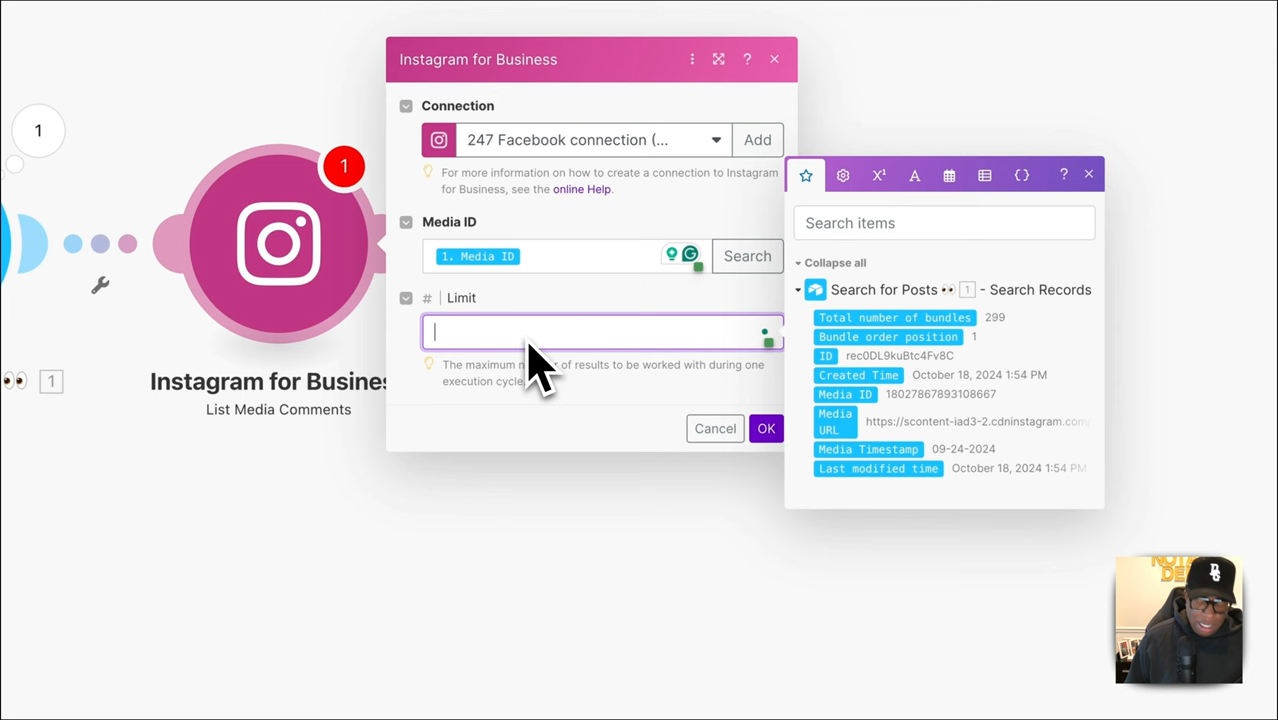 1
1
Instagram for Busines
List Media Comments
1
Instagram for Business
?
Connection
247 Facebook connection (...
Add
For more information on how to create a connection to Instagram
for Business, see the online Help.
Media ID
1. Media ID
Search
# | Limit
The maximum n of results to be worked with during one
execution cycle
Cancel
OK
X¹
A
{}
?
Search items
Collapse all
Search for Posts 👀 1 - Search Records
Total number of bundles 299
Bundle order position 1
ID rec0DL9kuBtc4Fv8C
Created Time October 18, 2024 1:54 PM
Media ID 18027867893108667
Media URL https://scontent-iad3-2.cdninstagram.com/
Media Timestamp 09-24-2024
Last modified time October 18, 2024 1:54 PM